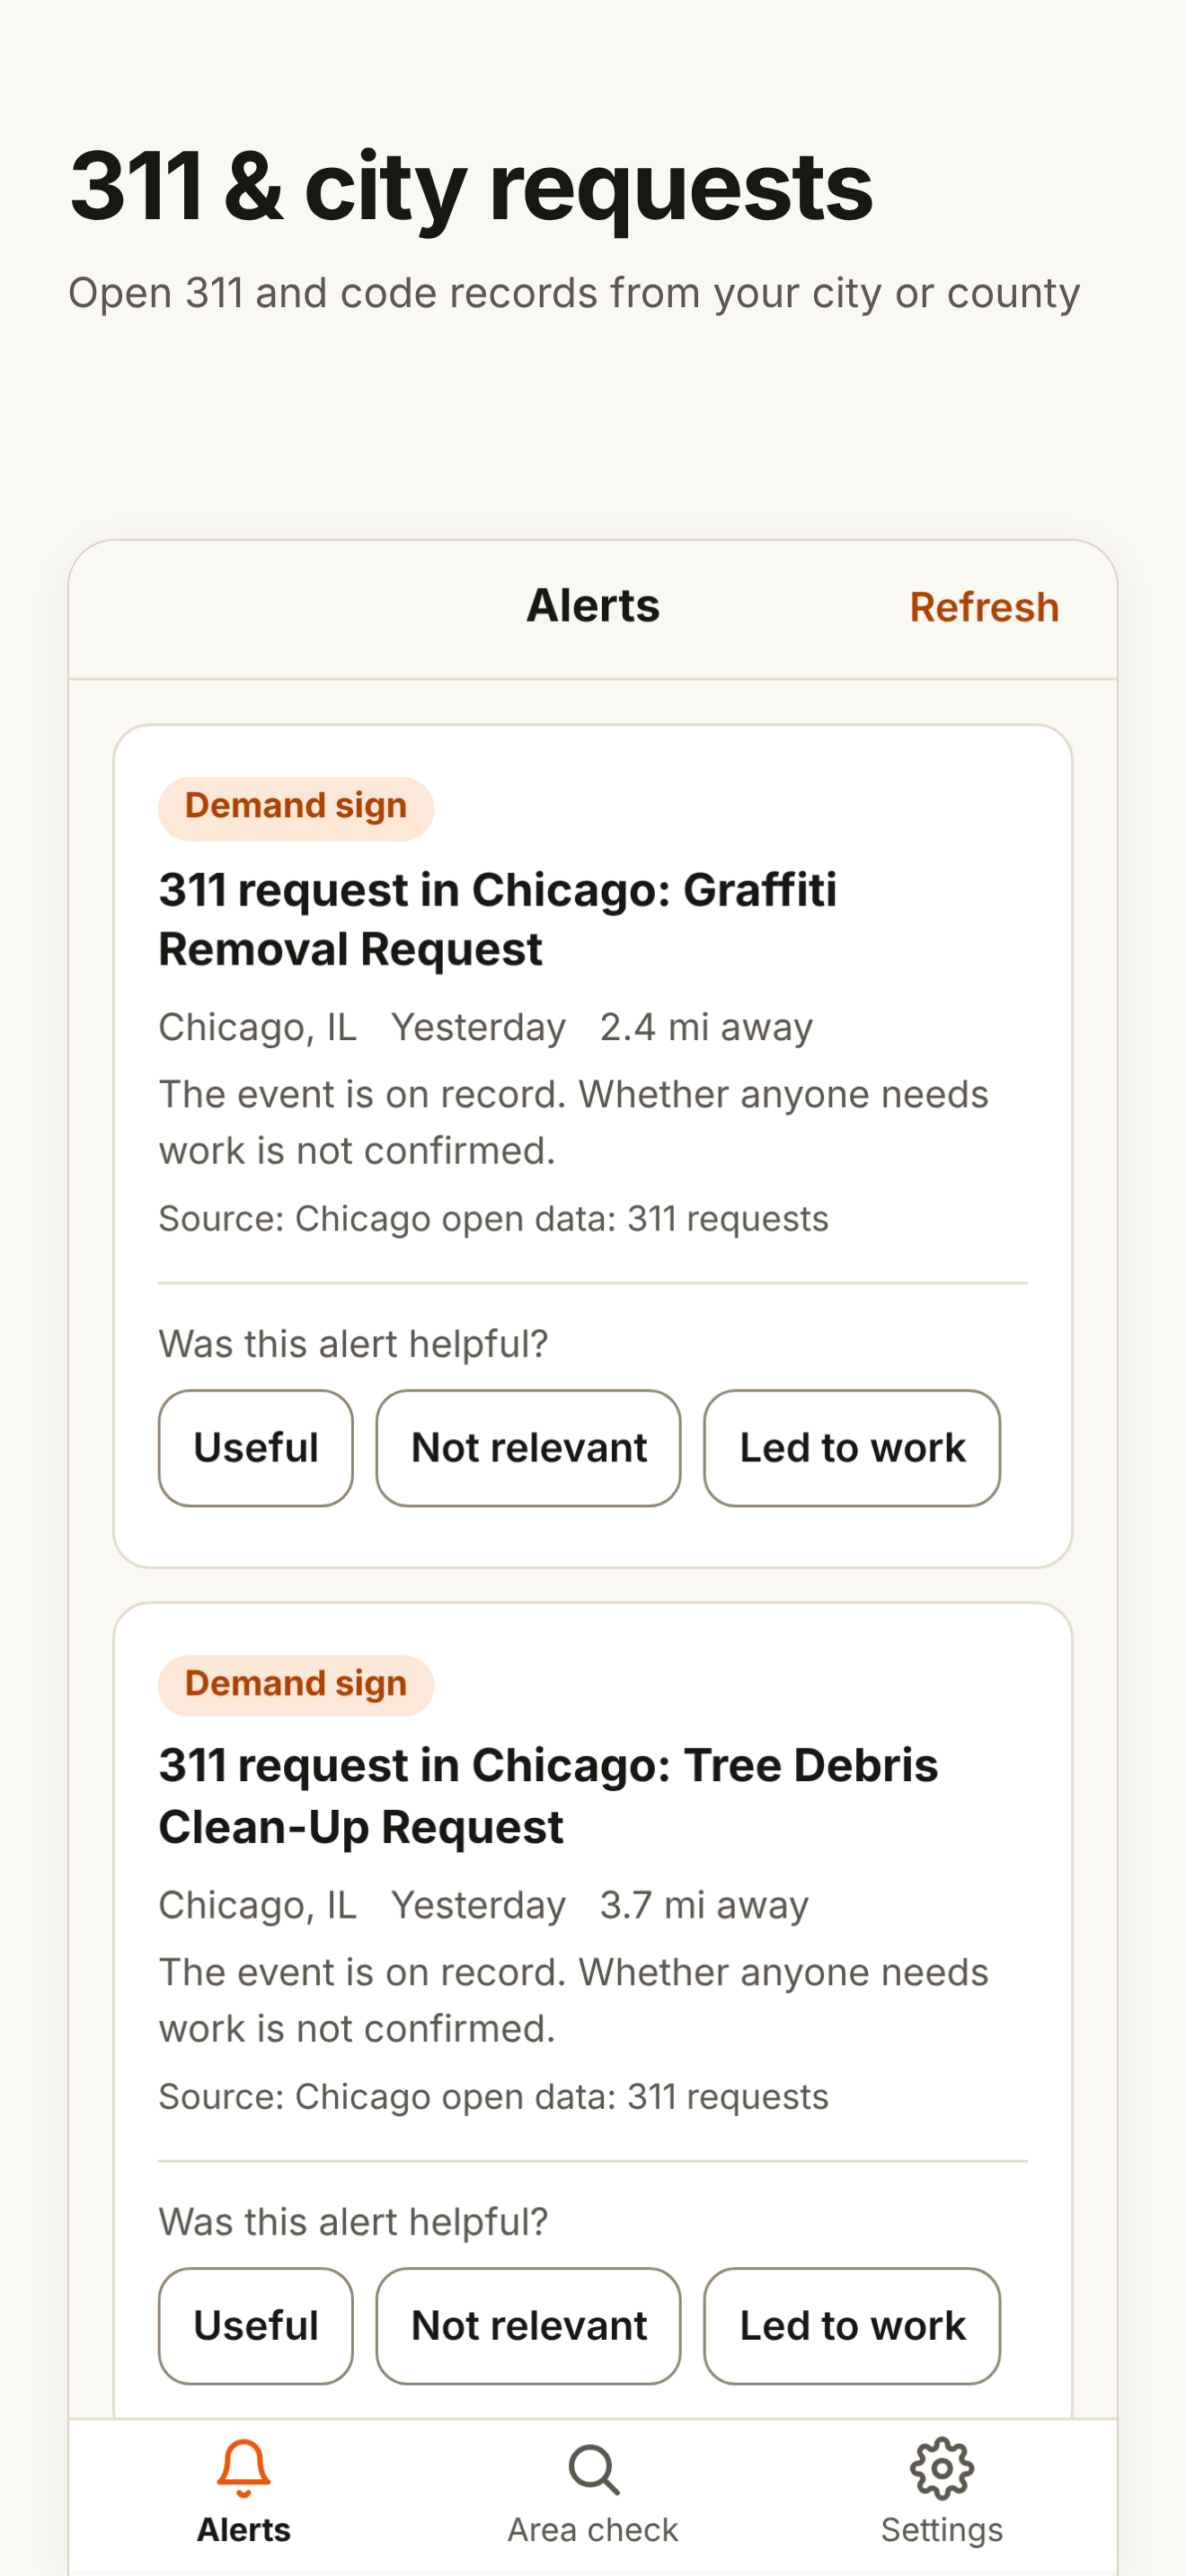 311 & city requests
Open 311 and code records from your city or county
Alerts
Refresh
Demand sign
311 request in Chicago: Graffiti
Removal Request
Chicago, IL Yesterday 2.4 mi away
The event is on record. Whether anyone needs
work is not confirmed.
Source: Chicago open data: 311 requests
Was this alert helpful?
Useful
Not relevant
Led to work
Demand sign
311 request in Chicago: Tree Debris
Clean-Up Request
Chicago, IL Yesterday 3.7 mi away
The event is on record. Whether anyone needs
work is not confirmed.
Source: Chicago open data: 311 requests
Was this alert helpful?
Useful
Not relevant
Led to work
Alerts
Area check
Settings